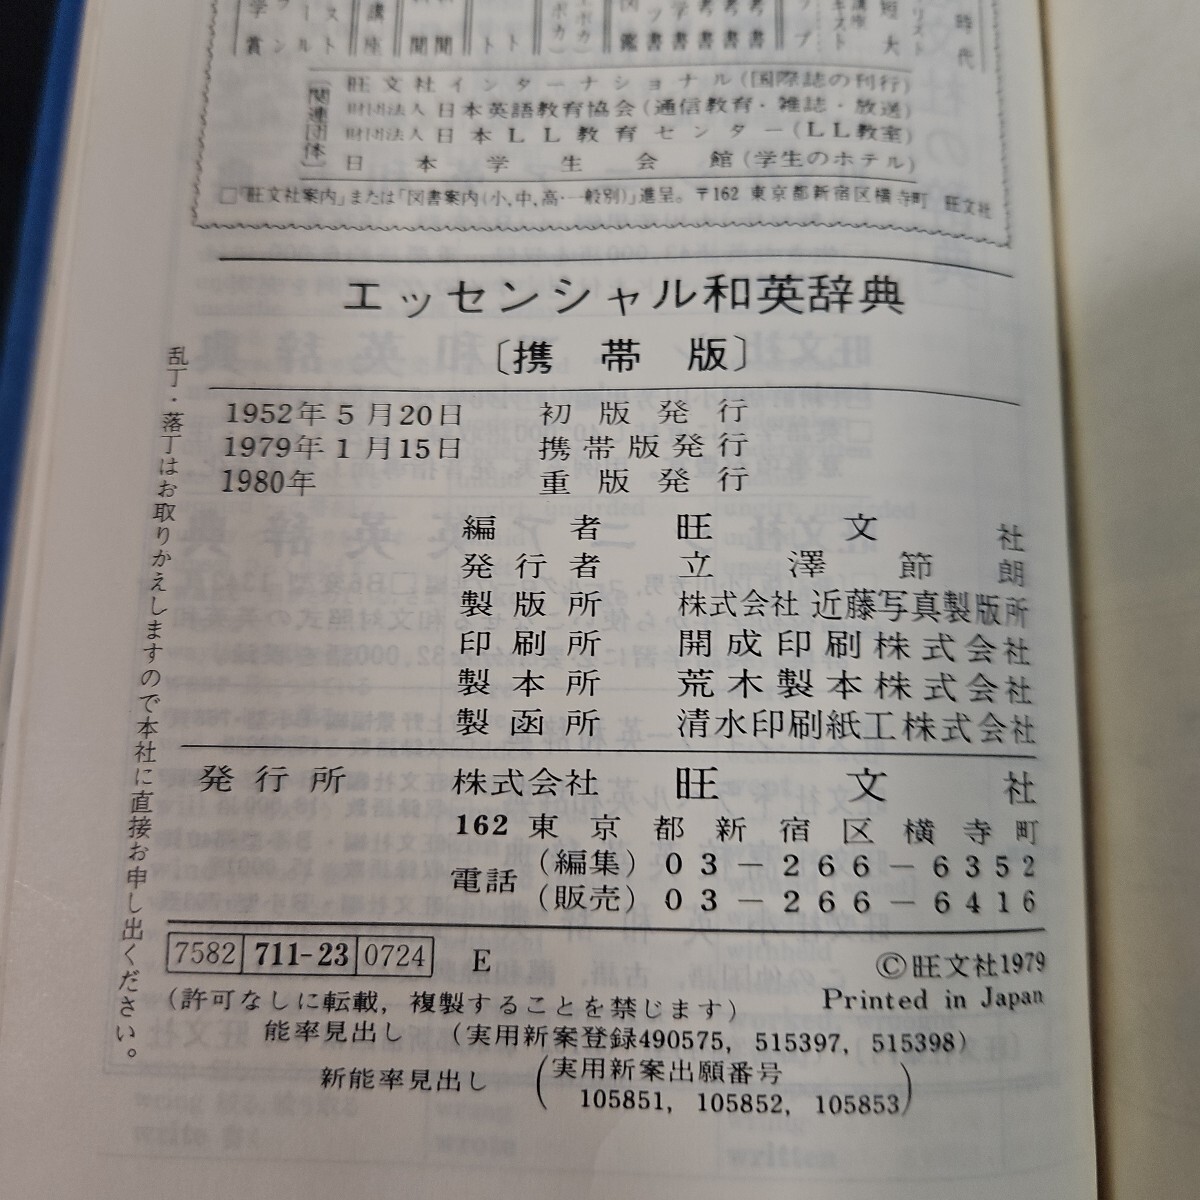 旺文社インターナショナル(国際誌の刊行)
財団法人 日本英語教育協会(通信教育・雑誌・放送)
財団法人 日本LL教育センター(LL教室)
日本学生会館(学生のホテル)
〔関連団体〕
□「旺文社案内」または「図書案内(小,中,高・一般別)」進呈。〒162 東京都新宿区横寺町 旺文社
エッセンシャル和英辞典
〔携帯版〕
1952年5月20日 初版発行
1979年1月15日 携帯版発行
1980年 重版発行
編者 旺文社
発行者 立澤節朗
製版所 株式会社 近藤写真製版所
印刷所 開成印刷株式会社
製本所 荒木製本株式会社
製函所 清水印刷紙工株式会社
発行所 株式会社 旺文社
162 東京都新宿区横寺町
電話 (編集) 03-266-6352
(販売) 03-266-6416
7582 711-23 0724 E
©旺文社1979
Printed in Japan
(許可なしに転載,複製することを禁じます)
能率見出し (実用新案登録490575, 515397, 515398)
新能率見出し (実用新案出願番号
105851, 105852, 105853)
乱丁・落丁はお取りかえしますので本社に直接お申し出ください。